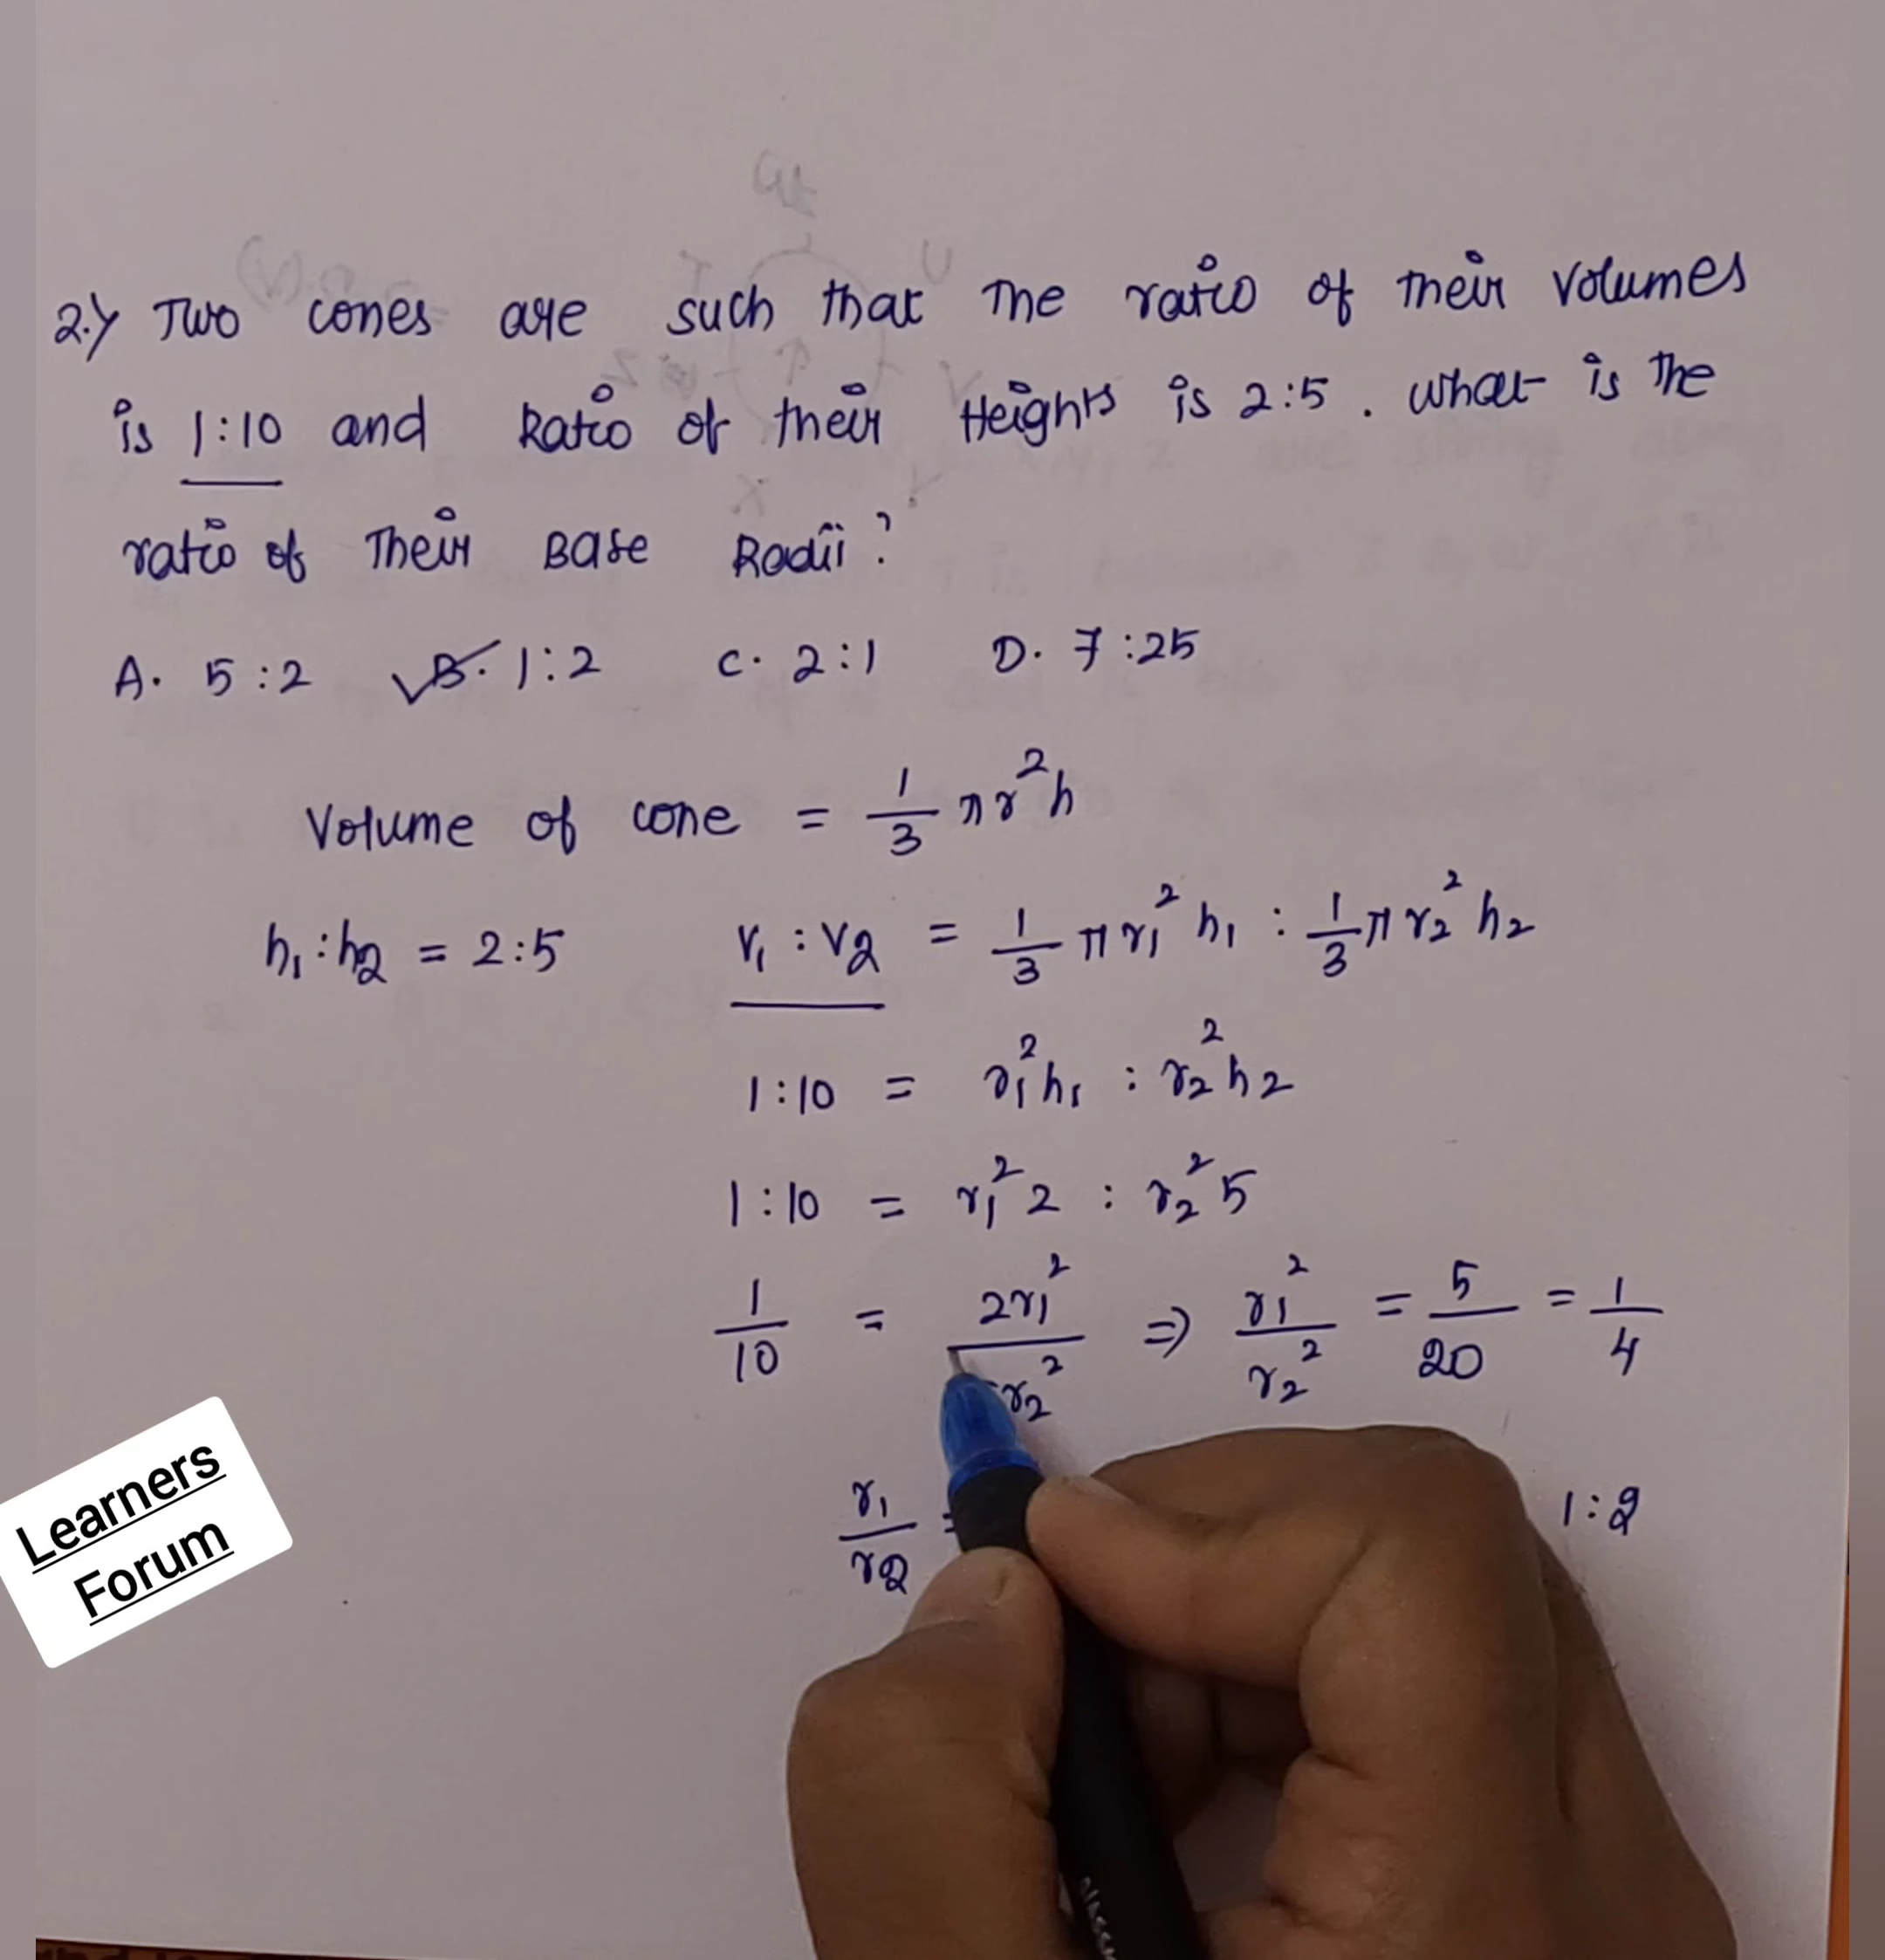 2.) Two cones are such that the ratio of their volumes
is 1:10 and Ratio of their Heights is 2:5. what is the
ratio of Their Base Radii?
A. 5:2 ✓B. 1:2 C. 2:1 D. 7:25
Volume of cone = 1/3 πr²h
h₁:h₂ = 2:5 V₁:V₂ = 1/3 πr₁²h₁ : 1/3 πr₂²h₂
1:10 = r₁²h₁ : r₂²h₂
1:10 = r₁²2 : r₂²5
1/10 = 2r₁²/ r₂² ⇒ r₁²/r₂² = 5/20 = 1/4
r₁/r₂ = 1:2
Learners
Forum